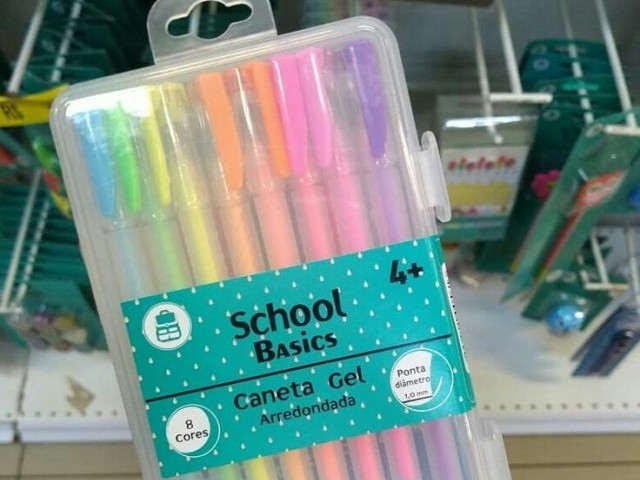 4+
School
Basics
Caneta Gel
Arredondada
8
Cores
Ponta
diâmetro
1,0 mm